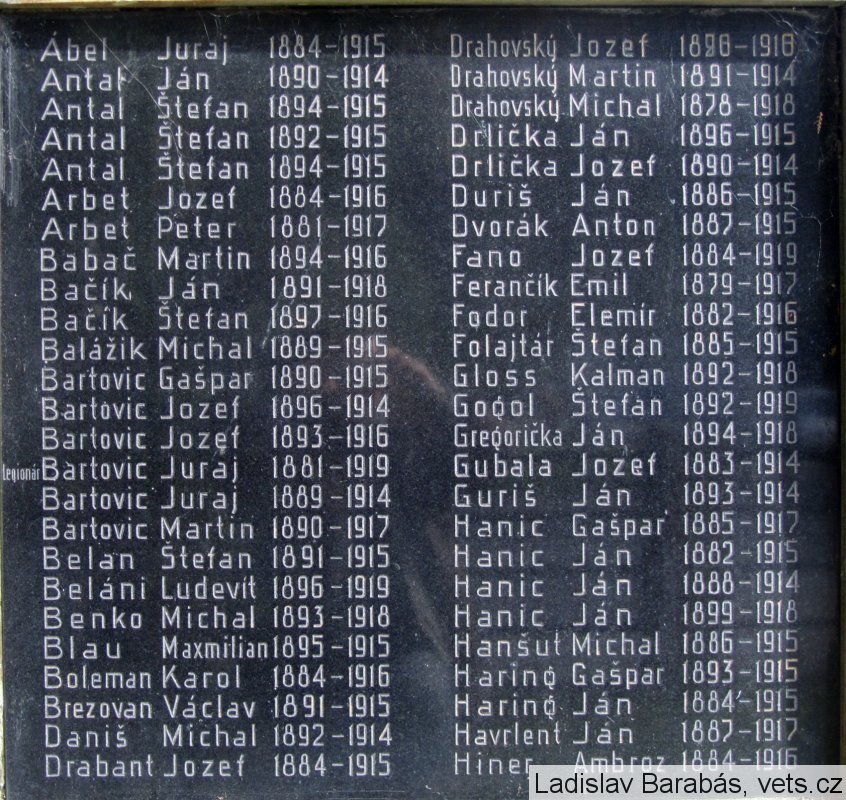 Ábel Juraj 1884-1915
Antal Ján 1890-1914
Antal Štefan 1894-1915
Antal Štefan 1892-1915
Antal Štefan 1894-1915
Arbet Jozef 1884-1916
Arbet Peter 1881-1917
Babač Martin 1894-1916
Bačík Ján 1891-1918
Bačík Štefan 1897-1916
Balážik Michal 1889-1915
Bartovic Gašpar 1890-1915
Bartovic Jozef 1896-1914
Bartovic Jozef 1893-1916
Legionár Bartovic Juraj 1881-1919
Bartovic Juraj 1889-1914
Bartovic Martin 1890-1917
Belan Štefan 1891-1915
Beláni Ludevít 1896-1919
Benko Michal 1893-1918
Blau Maxmilian 1895-1915
Boleman Karol 1884-1916
Brezovan Václav 1891-1915
Daniš Michal 1892-1914
Drabant Jozef 1884-1915
Drahovský Jozef
Drahovský Martin 1891-1914
Drahovský Michal 1878-1918
Drlička Ján 1896-1915
Drlička Jozef 1890-1914
Duriš Ján 1886-1915
Dvorák Anton 1887-1915
Fano Jozef 1884-1919
Ferančík Emil 1879-1917
Fodor Elemír 1882-1916
Folajtár Štefan 1885-1915
Gloss Kalman 1892-1918
Gogol Štefan 1892-1919
Gregorička Ján 1894-1918
Gubala Jozef 1883-1914
Guriš Ján 1893-1914
Hanic Gašpar 1885-1917
Hanic Ján 1882-1915
Hanic Ján 1888-1914
Hanic Ján 1899-1918
Hanšut Michal 1886-1915
Haring Gašpar 1893-1915
Haring Ján 1884-1915
Havrlent Ján 1887-1917
Hiner Ambroz 1884-1916
Ladislav Barabás, vets.cz